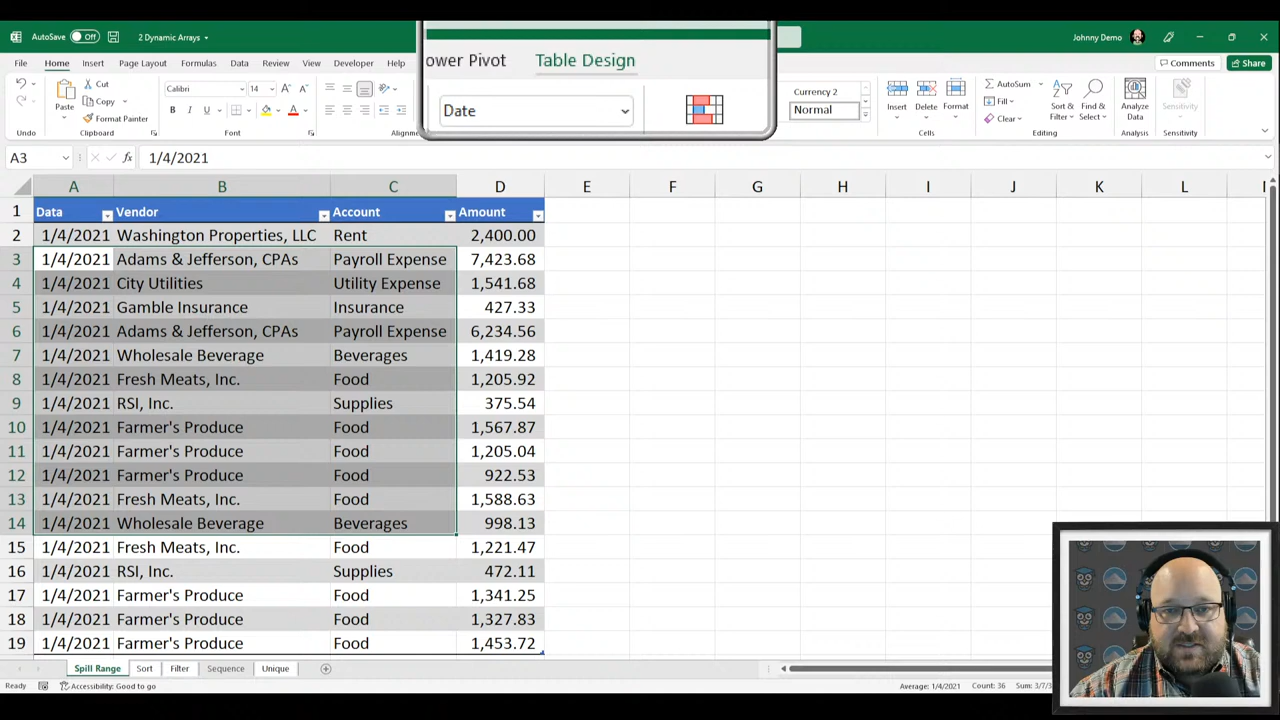 AutoSave Off 2 Dynamic Arrays Johnny Demo
File Home Insert Page Layout Formulas Data Review View Developer Help ower Pivot Table Design Comments Share
Cut
Copy
Format Painter
Paste
Calibri 14
B I U
Date
Currency 2
Normal
Insert Delete Format
AutoSum
Fill
Clear
Sort & Filter
Find & Select
Analyze Data
Sensitivity
Undo Clipboard Font Cells Editing Analysis Sensitivity
A3 fx 1/4/2021
A B C D E F G H I J K L
1 Data Vendor Account Amount
2 1/4/2021 Washington Properties, LLC Rent 2,400.00
3 1/4/2021 Adams & Jefferson, CPAs Payroll Expense 7,423.68
4 1/4/2021 City Utilities Utility Expense 1,541.68
5 1/4/2021 Gamble Insurance Insurance 427.33
6 1/4/2021 Adams & Jefferson, CPAs Payroll Expense 6,234.56
7 1/4/2021 Wholesale Beverage Beverages 1,419.28
8 1/4/2021 Fresh Meats, Inc. Food 1,205.92
9 1/4/2021 RSI, Inc. Supplies 375.54
10 1/4/2021 Farmer's Produce Food 1,567.87
11 1/4/2021 Farmer's Produce Food 1,205.04
12 1/4/2021 Farmer's Produce Food 922.53
13 1/4/2021 Fresh Meats, Inc. Food 1,588.63
14 1/4/2021 Wholesale Beverage Beverages 998.13
15 1/4/2021 Fresh Meats, Inc. Food 1,221.47
16 1/4/2021 RSI, Inc. Supplies 472.11
17 1/4/2021 Farmer's Produce Food 1,341.25
18 1/4/2021 Farmer's Produce Food 1,327.83
19 1/4/2021 Farmer's Produce Food 1,453.72
Spill Range Sort Filter Sequence Unique
Ready Accessibility: Good to go Average: 1/4/2021 Count: 36